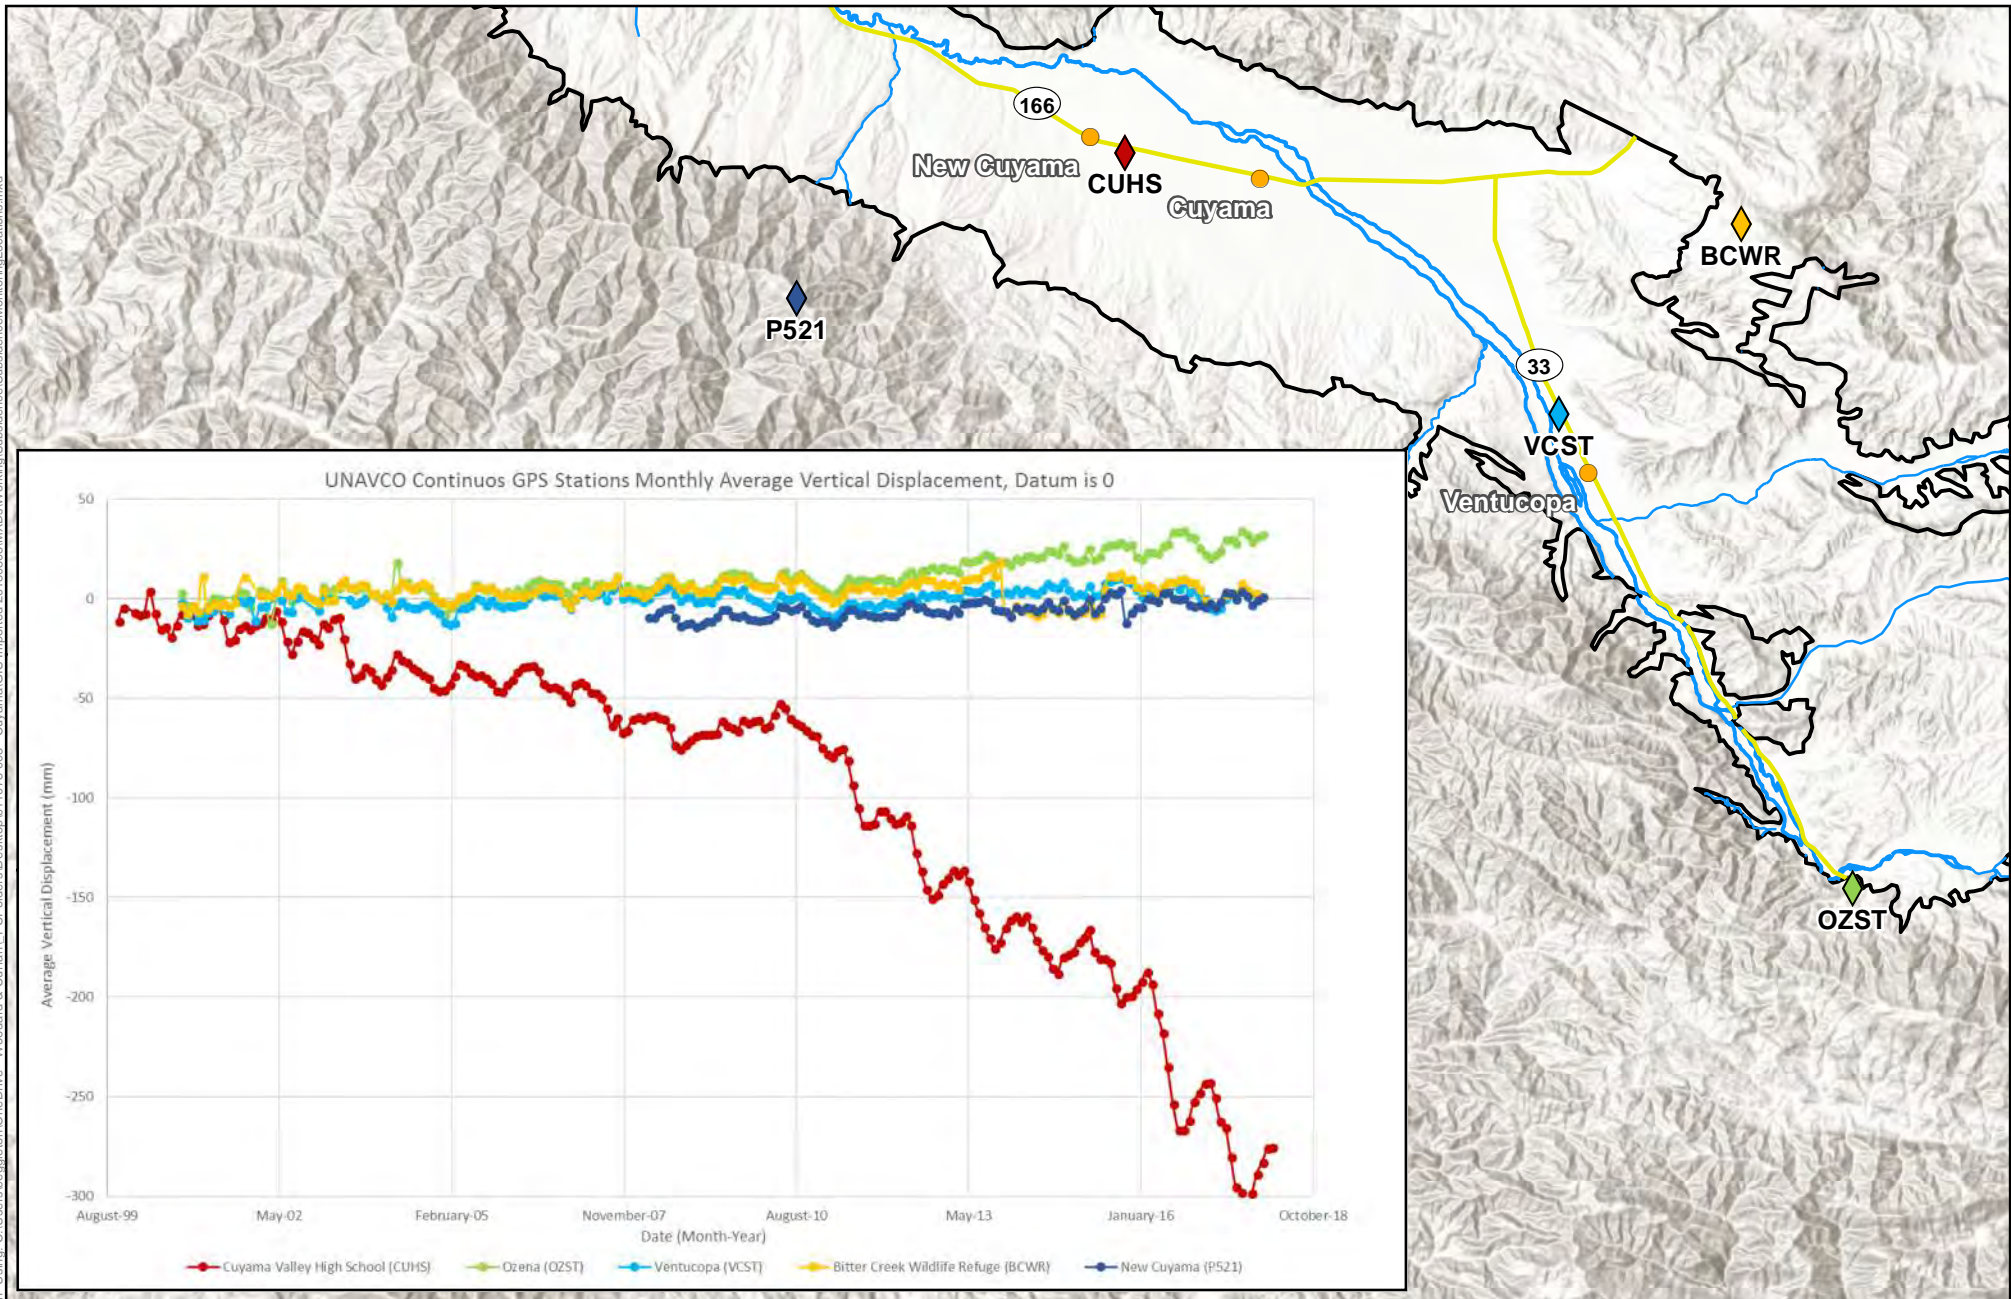 166
New Cuyama
CUHS
Cuyama
BCWR
P521
33
VCST
Ventucopa
OZST
UNAVCO Continuos GPS Stations Monthly Average Vertical Displacement, Datum is 0
50
0
-50
-100
-150
-200
-250
-300
Average Vertical Displacement (mm)
August-99
May-02
February-05
November-07
August-10
May-13
January-16
October-18
Date (Month-Year)
Cuyama Valley High School (CUHS)
Ozena (OZST)
Ventucopa (VCST)
Bitter Creek Wildlife Refuge (BCWR)
New Cuyama (P521)